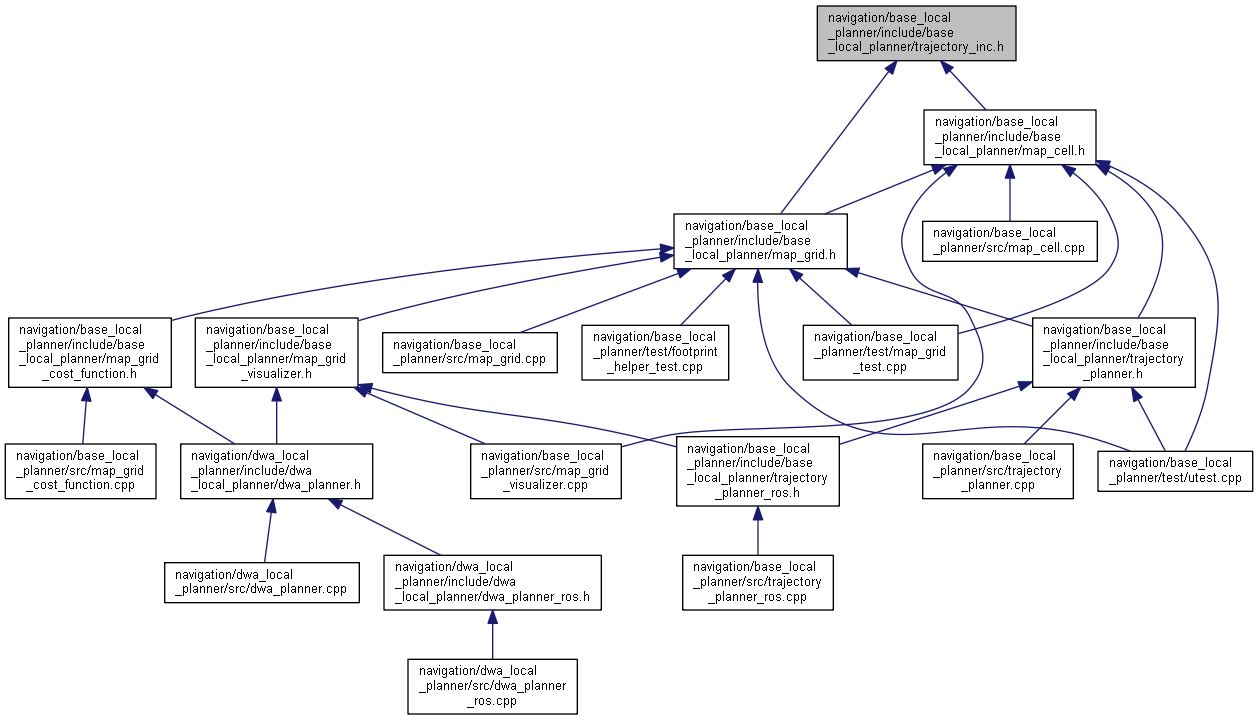 navigation/base_local
_planner/include/base
_local_planner/trajectory_inc.h
navigation/base_local
_planner/include/base
_local_planner/map_cell.h
navigation/base_local
_planner/include/base
_local_planner/map_grid.h
navigation/base_local
_planner/src/map_cell.cpp
navigation/base_local
_planner/include/base
_local_planner/map_grid
_cost_function.h
navigation/base_local
_planner/include/base
_local_planner/map_grid
_visualizer.h
navigation/base_local
_planner/src/map_grid.cpp
navigation/base_local
_planner/test/footprint
_helper_test.cpp
navigation/base_local
_planner/test/map_grid
_test.cpp
navigation/base_local
_planner/include/base
_local_planner/trajectory
_planner.h
navigation/base_local
_planner/src/map_grid
_cost_function.cpp
navigation/dwa_local
_planner/include/dwa
_local_planner/dwa_planner.h
navigation/base_local
_planner/src/map_grid
_visualizer.cpp
navigation/base_local
_planner/include/base
_local_planner/trajectory
_planner_ros.h
navigation/base_local
_planner/src/trajectory
_planner.cpp
navigation/base_local
_planner/test/utest.cpp
navigation/dwa_local
_planner/src/dwa_planner.cpp
navigation/dwa_local
_planner/include/dwa
_local_planner/dwa_planner_ros.h
navigation/base_local
_planner/src/trajectory
_planner_ros.cpp
navigation/dwa_local
_planner/src/dwa_planner
_ros.cpp